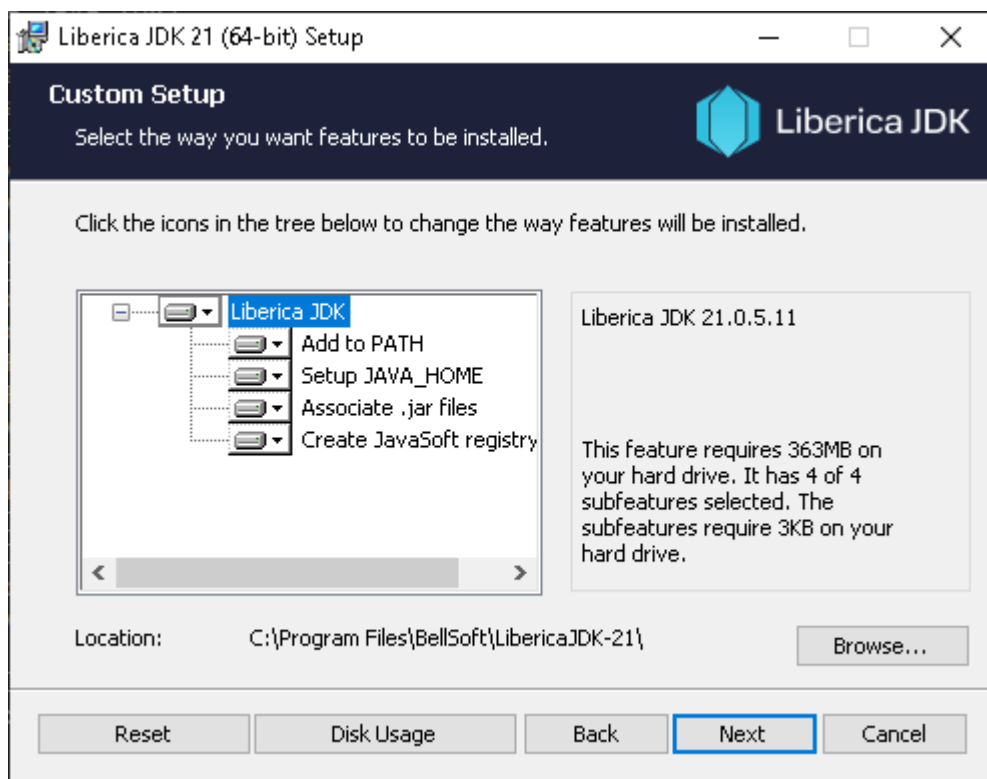 Liberica JDK 21 (64-bit) Setup
Custom Setup
Select the way you want features to be installed.
Liberica JDK
Click the icons in the tree below to change the way features will be installed.
Liberica JDK
Add to PATH
Setup JAVA_HOME
Associate .jar files
Create JavaSoft registry
Liberica JDK 21.0.5.11
This feature requires 363MB on
your hard drive. It has 4 of 4
subfeatures selected. The
subfeatures require 3KB on your
hard drive.
Location: C:\Program Files\BellSoft\LibericaJDK-21\
Browse...
Reset Disk Usage Back Next Cancel